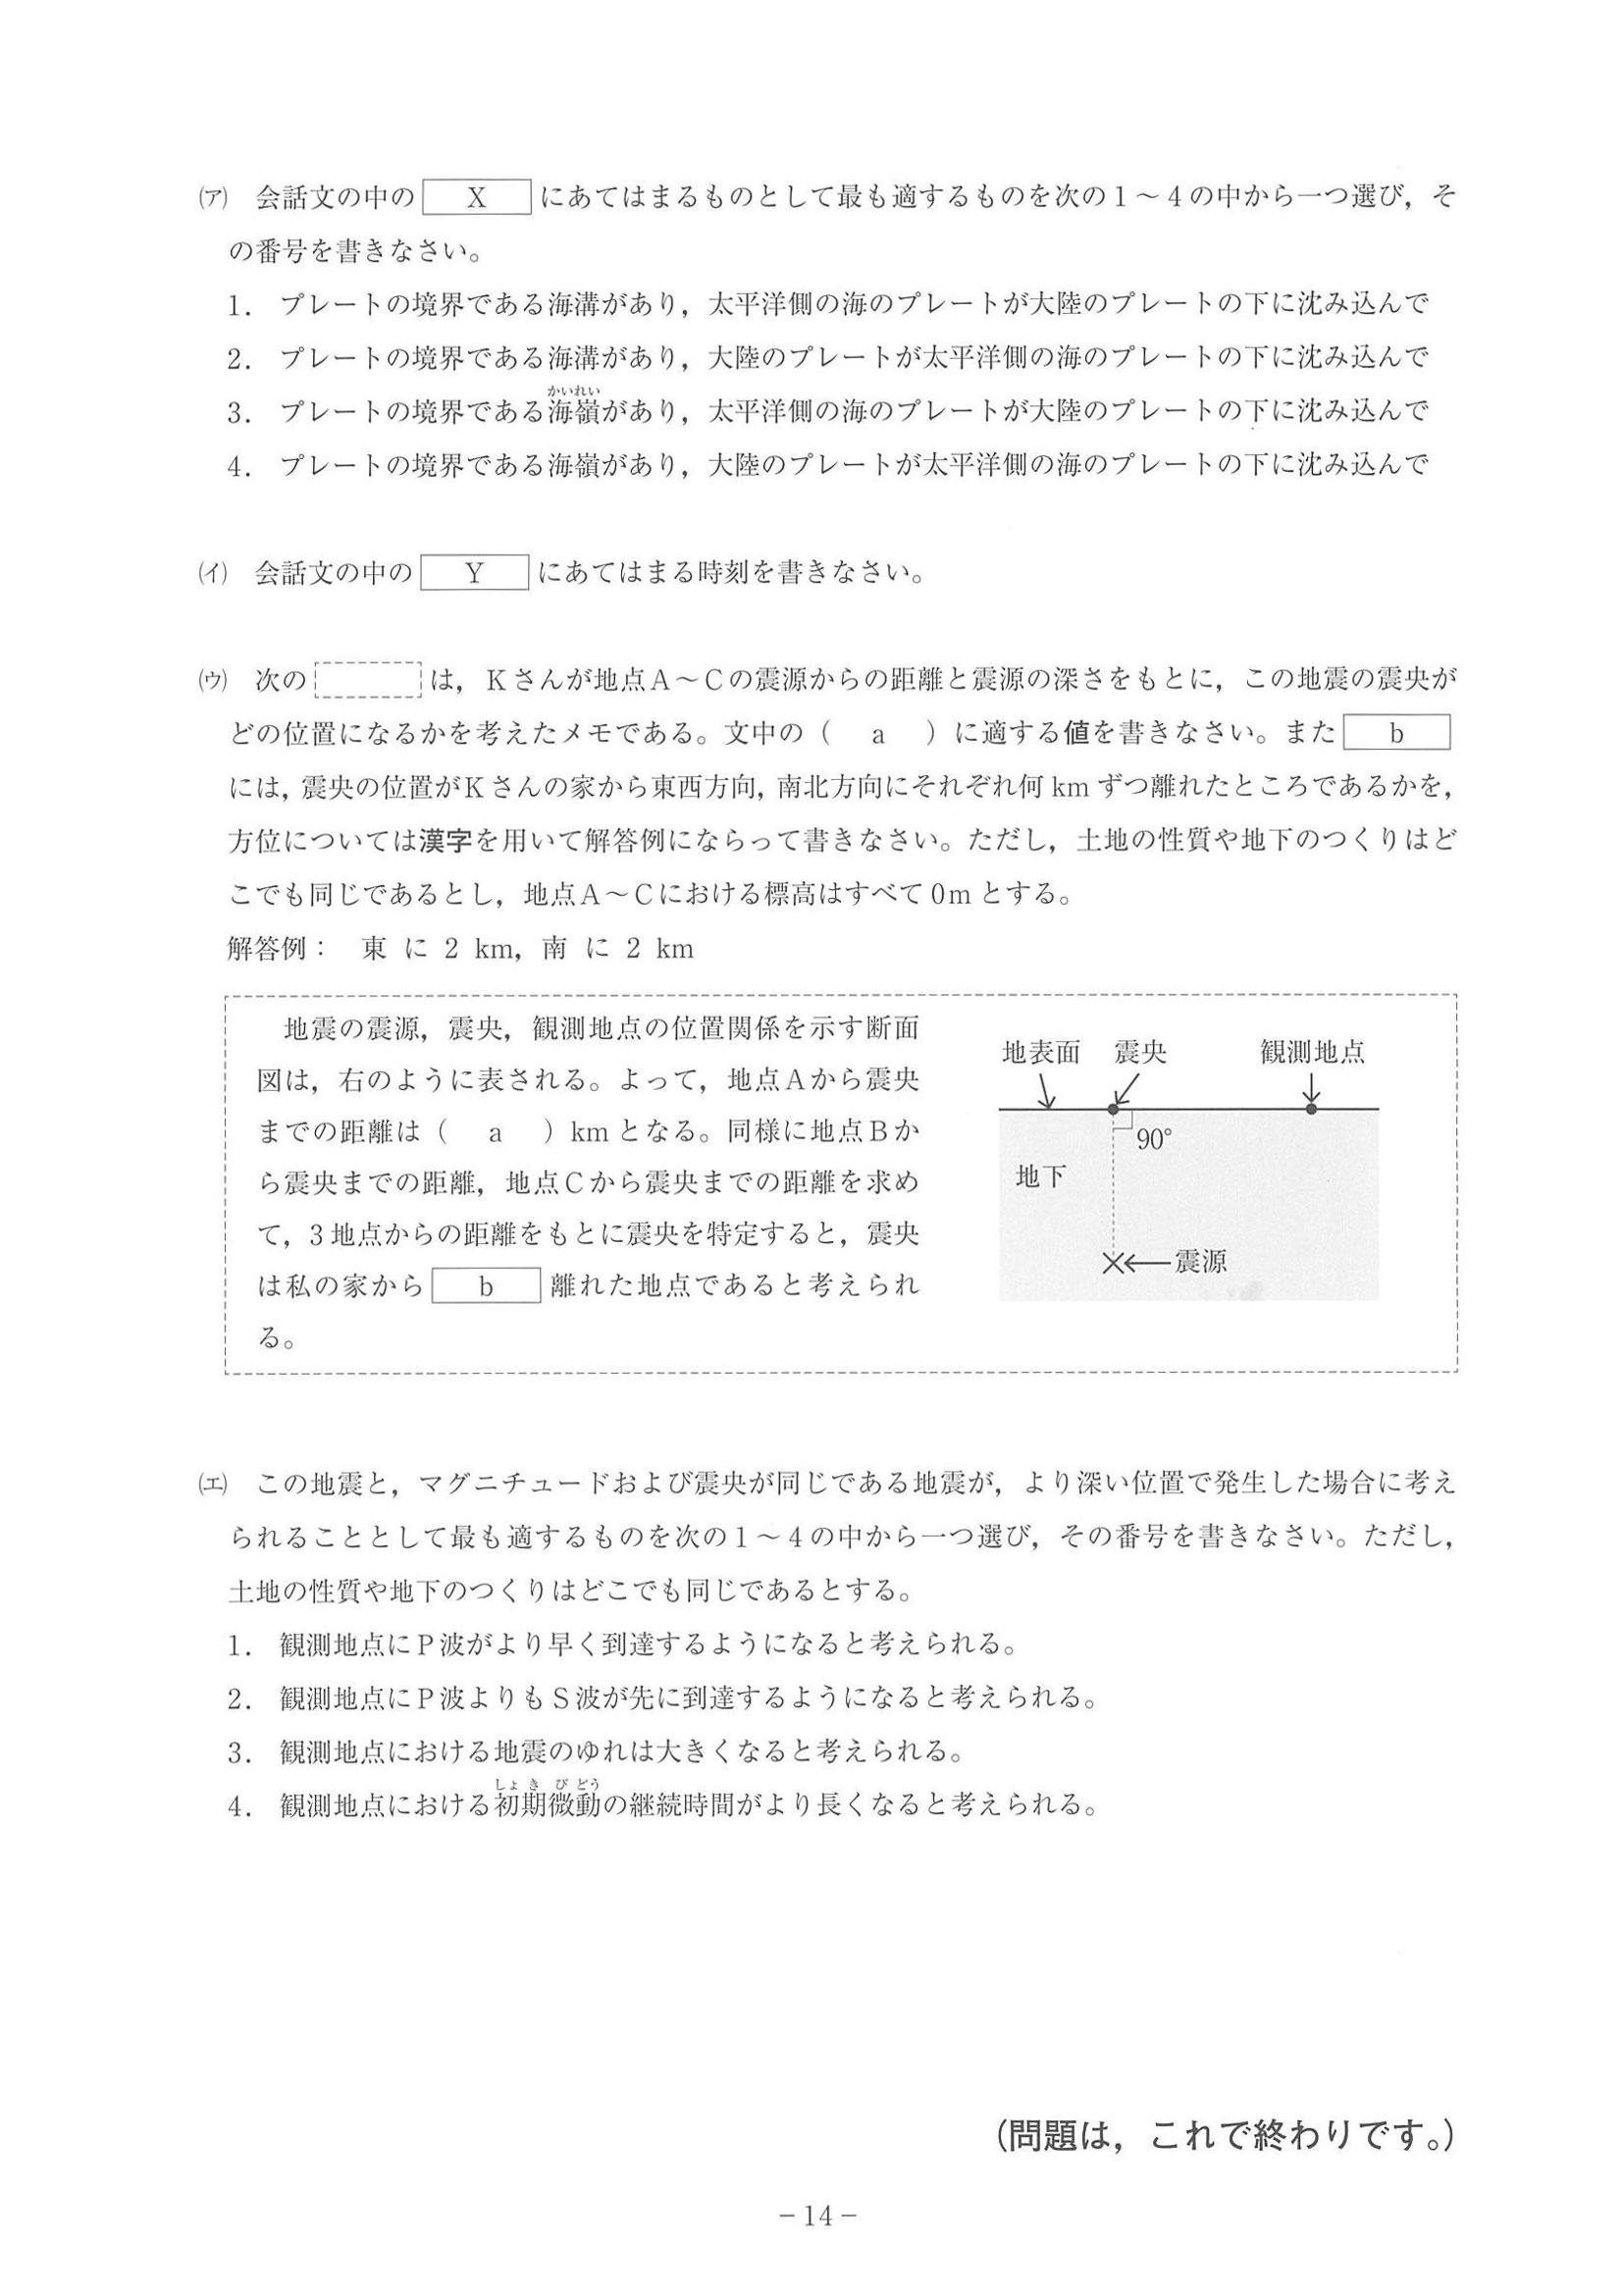 (ア) 会話文の中の X にあてはまるものとして最も適するものを次の1～4の中から一つ選び，そ
の番号を書きなさい。
1． プレートの境界である海溝があり，太平洋側の海のプレートが大陸のプレートの下に沈み込んで
2． プレートの境界である海溝があり，大陸のプレートが太平洋側の海のプレートの下に沈み込んで
かいれい
3． プレートの境界である海嶺があり，太平洋側の海のプレートが大陸のプレートの下に沈み込んで
4． プレートの境界である海嶺があり，大陸のプレートが太平洋側の海のプレートの下に沈み込んで
(イ) 会話文の中の Y にあてはまる時刻を書きなさい。
(ウ) 次の は，Kさんが地点A～Cの震源からの距離と震源の深さをもとに，この地震の震央が
どの位置になるかを考えたメモである。文中の（ a ）に適する値を書きなさい。また b
には，震央の位置がKさんの家から東西方向，南北方向にそれぞれ何 km ずつ離れたところであるかを，
方位については漢字を用いて解答例にならって書きなさい。ただし，土地の性質や地下のつくりはど
こでも同じであるとし，地点A～Cにおける標高はすべて0mとする。
解答例： 東 に 2 km，南 に 2 km
地震の震源，震央，観測地点の位置関係を示す断面
図は，右のように表される。よって，地点Aから震央
までの距離は（ a ）kmとなる。同様に地点Bか
ら震央までの距離，地点Cから震央までの距離を求め
て，3地点からの距離をもとに震央を特定すると，震央
は私の家から b 離れた地点であると考えられ
る。
地表面 震央 観測地点
90°
地下
震源
(エ) この地震と，マグニチュードおよび震央が同じである地震が，より深い位置で発生した場合に考え
られることとして最も適するものを次の1～4の中から一つ選び，その番号を書きなさい。ただし，
土地の性質や地下のつくりはどこでも同じであるとする。
1． 観測地点にP波がより早く到達するようになると考えられる。
2． 観測地点にP波よりもS波が先に到達するようになると考えられる。
3． 観測地点における地震のゆれは大きくなると考えられる。
しょきびどう
4． 観測地点における初期微動の継続時間がより長くなると考えられる。
（問題は，これで終わりです。）
－14－